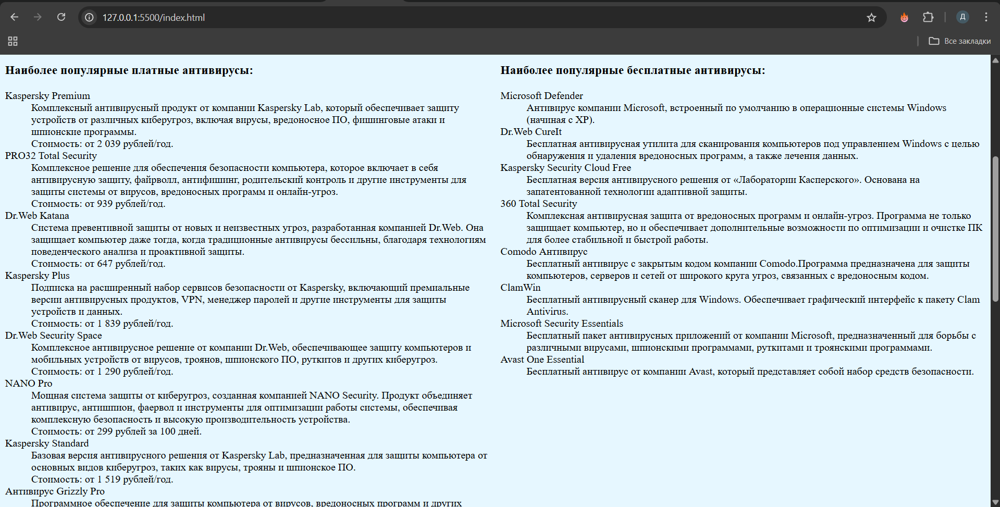 127.0.0.1:5500/index.html
Д
Все закладки
Наиболее популярные платные антивирусы:
Kaspersky Premium
Комплексный антивирусный продукт от компании Kaspersky Lab, который обеспечивает защиту
устройств от различных киберугроз, включая вирусы, вредоносное ПО, фишинговые атаки и
шпионские программы.
Стоимость: от 2 039 рублей/год.
PRO32 Total Security
Комплексное решение для обеспечения безопасности компьютера, которое включает в себя
антивирусную защиту, файрволл, антифишинг, родительский контроль и другие инструменты для
защиты системы от вирусов, вредоносных программ и онлайн-угроз.
Стоимость: от 939 рублей/год.
Dr.Web Katana
Система превентивной защиты от новых и неизвестных угроз, разработанная компанией Dr.Web. Она
защищает компьютер даже тогда, когда традиционные антивирусы бессильны, благодаря технологиям
поведенческого анализа и проактивной защиты.
Стоимость: от 647 рублей/год.
Kaspersky Plus
Подписка на расширенный набор сервисов безопасности от Kaspersky, включающий премиальные
версии антивирусных продуктов, VPN, менеджер паролей и другие инструменты для защиты
устройств и данных.
Стоимость: от 1 839 рублей/год.
Dr.Web Security Space
Комплексное антивирусное решение от компании Dr.Web, обеспечивающее защиту компьютеров и
мобильных устройств от вирусов, троянов, шпионского ПО, руткитов и других киберугроз.
Стоимость: от 1 290 рублей/год.
NANO Pro
Мощная система защиты от киберугроз, созданная компанией NANO Security. Продукт объединяет
антивирус, антишпион, фаервол и инструменты для оптимизации работы системы, обеспечивая
комплексную безопасность и высокую производительность устройства.
Стоимость: от 299 рублей за 100 дней.
Kaspersky Standard
Базовая версия антивирусного решения от Kaspersky Lab, предназначенная для защиты компьютера от
основных видов киберугроз, таких как вирусы, трояны и шпионское ПО.
Стоимость: от 1 519 рублей/год.
Антивирус Grizzly Pro
Программное обеспечение для защиты компьютера от вирусов, вредоносных программ и других
Наиболее популярные бесплатные антивирусы:
Microsoft Defender
Антивирус компании Microsoft, встроенный по умолчанию в операционные системы Windows
(начиная с XP).
Dr.Web CureIt
Бесплатная антивирусная утилита для сканирования компьютеров под управлением Windows с целью
обнаружения и удаления вредоносных программ, а также лечения данных.
Kaspersky Security Cloud Free
Бесплатная версия антивирусного решения от «Лаборатории Касперского». Основана на
запатентованной технологии адаптивной защиты.
360 Total Security
Комплексная антивирусная защита от вредоносных программ и онлайн-угроз. Программа не только
защищает компьютер, но и обеспечивает дополнительные возможности по оптимизации и очистке ПК
для более стабильной и быстрой работы.
Comodo Антивирус
Бесплатный антивирус с закрытым кодом компании Comodo.Программа предназначена для защиты
компьютеров, серверов и сетей от широкого круга угроз, связанных с вредоносным кодом.
ClamWin
Бесплатный антивирусный сканер для Windows. Обеспечивает графический интерфейс к пакету Clam
Antivirus.
Microsoft Security Essentials
Бесплатный пакет антивирусных приложений от компании Microsoft, предназначенный для борьбы с
различными вирусами, шпионскими программами, руткитами и троянскими программами.
Avast One Essential
Бесплатный антивирус от компании Avast, который представляет собой набор средств безопасности.